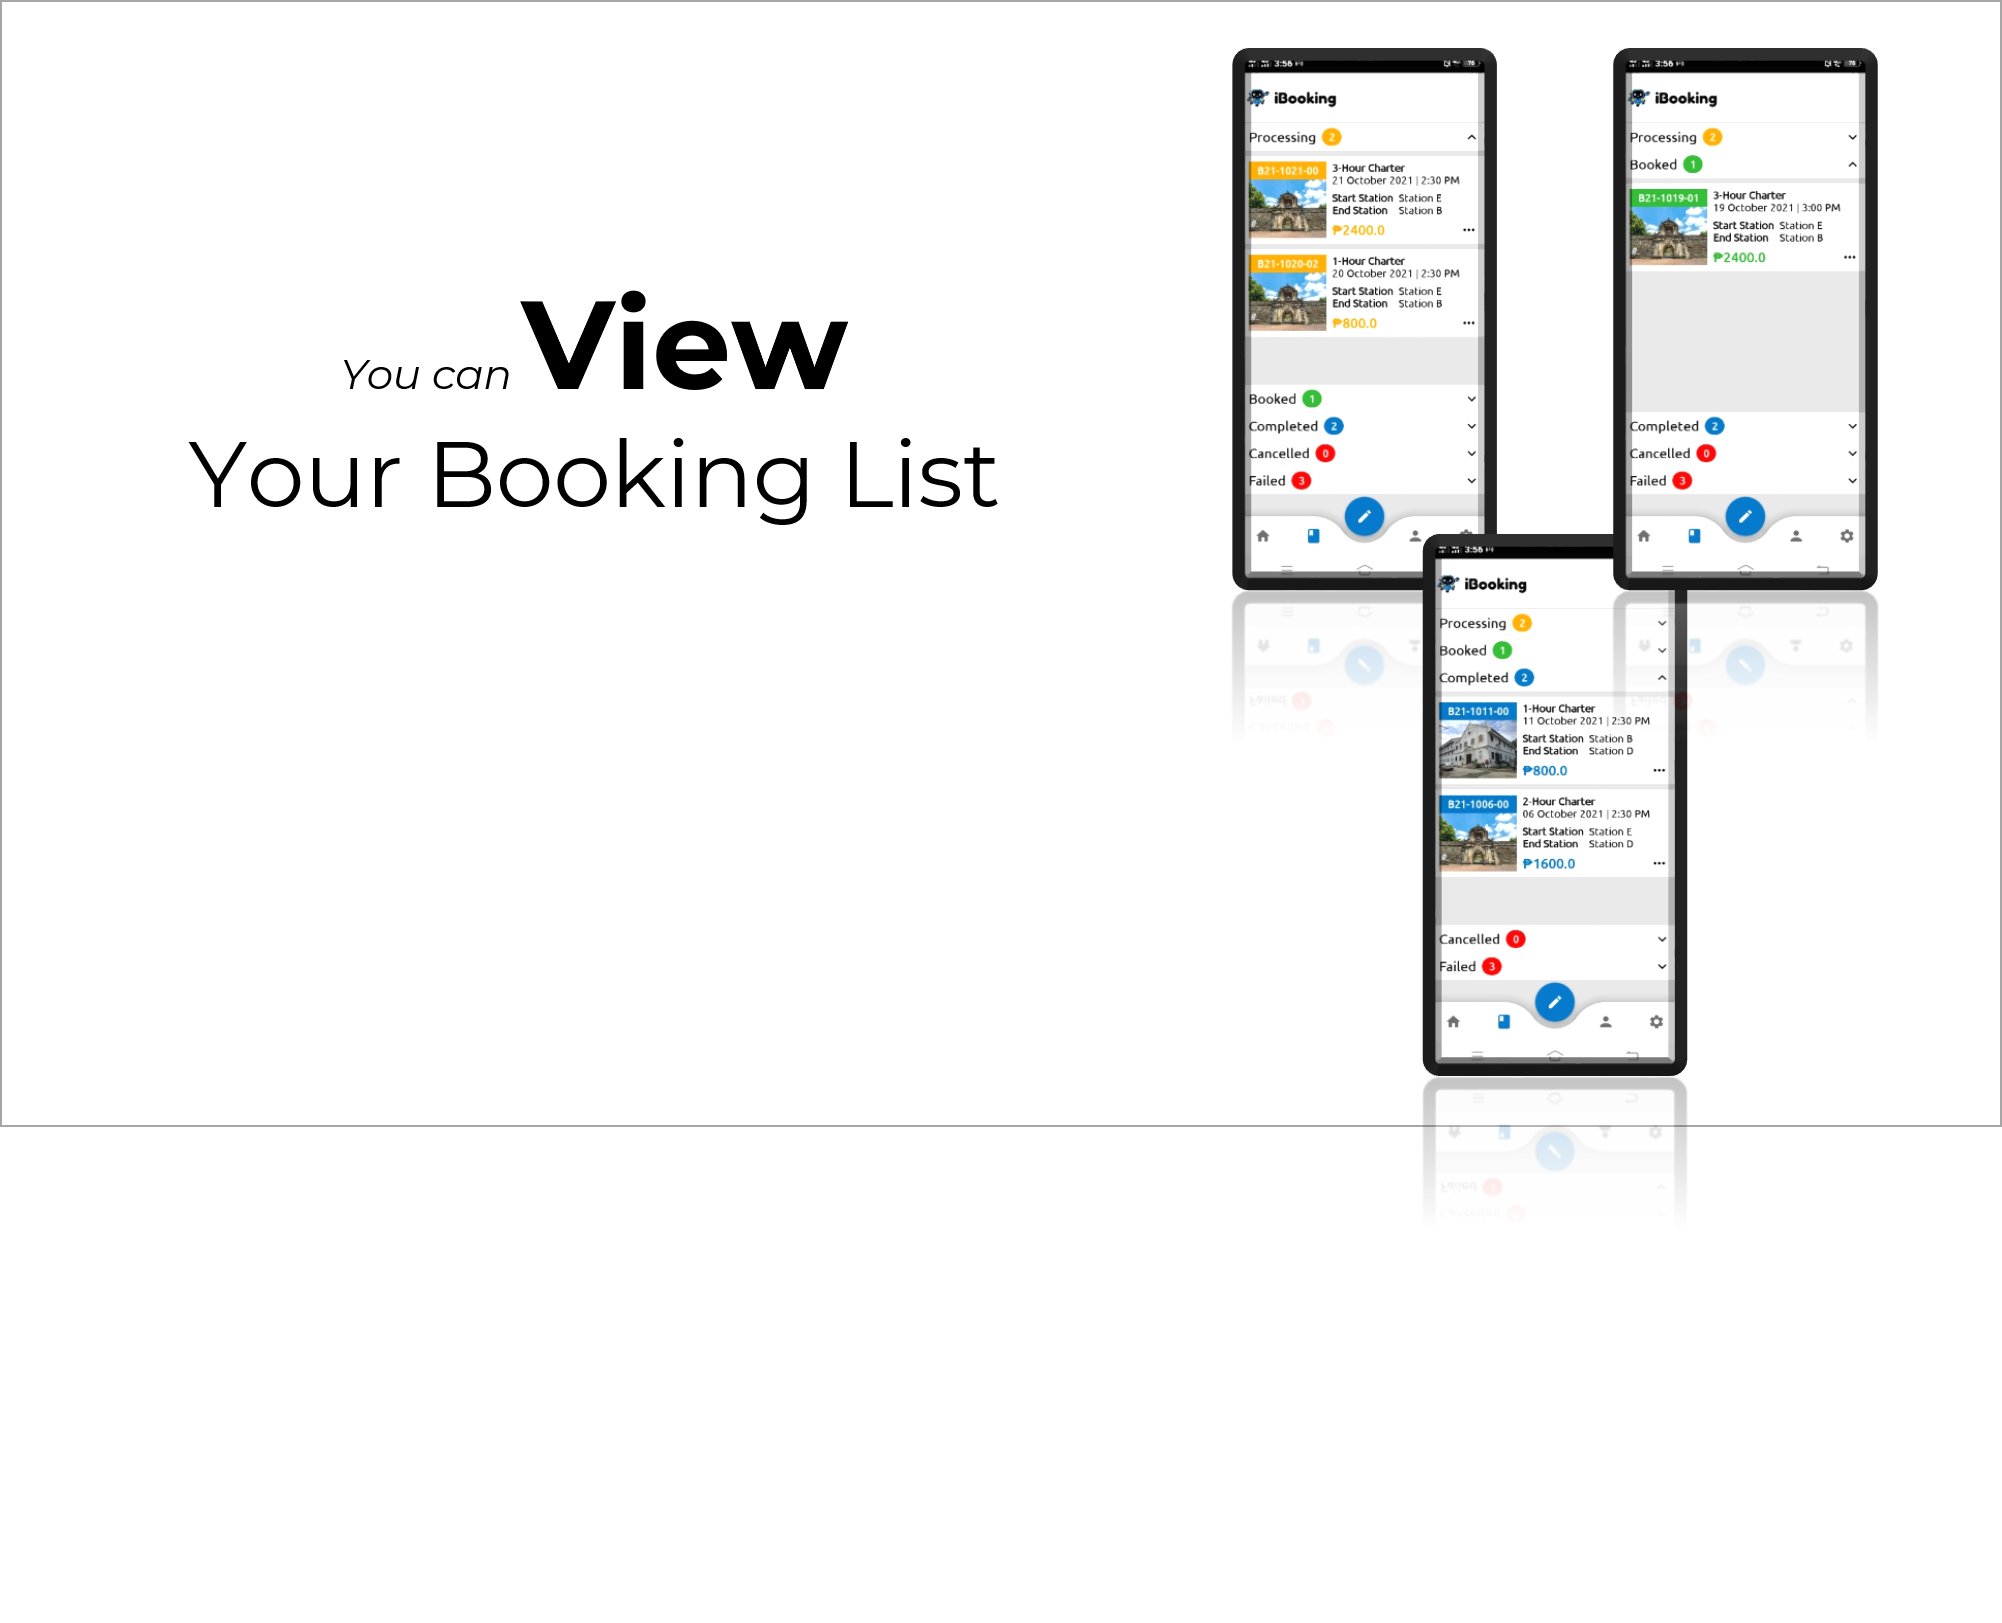 You can View
Your Booking List
3:56
76
iBooking
Processing 2
B21-1021-00
3-Hour Charter
21 October 2021 | 2:30 PM
Start Station Station E
End Station Station B
₱2400.0
B21-1020-02
1-Hour Charter
20 October 2021 | 2:30 PM
Start Station Station E
End Station Station B
₱800.0
Booked 1
Completed 2
Cancelled 0
Failed 3
3:56
76
iBooking
Processing 2
Booked 1
B21-1019-01
3-Hour Charter
19 October 2021 | 3:00 PM
Start Station Station E
End Station Station B
₱2400.0
Completed 2
Cancelled 0
Failed 3
3:56
iBooking
Processing 2
Booked 1
Completed 2
B21-1011-00
1-Hour Charter
11 October 2021 | 2:30 PM
Start Station Station B
End Station Station D
₱800.0
B21-1006-00
2-Hour Charter
06 October 2021 | 2:30 PM
Start Station Station E
End Station Station D
₱1600.0
Cancelled 0
Failed 3